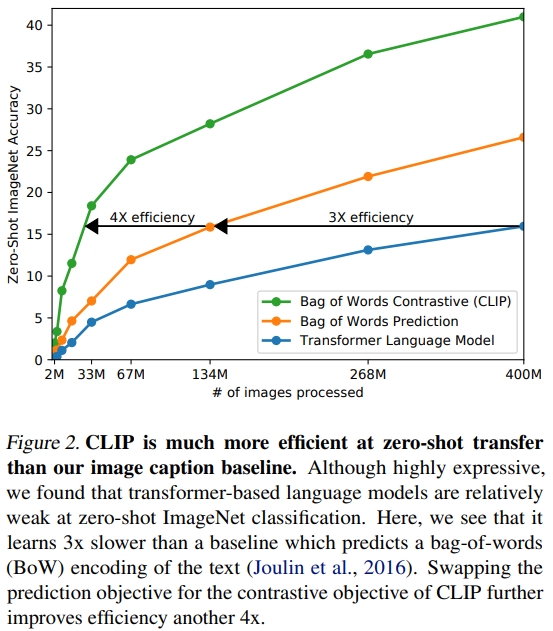 40
35
30
25
20
15
10
5
0
Zero-Shot ImageNet Accuracy
4X efficiency
3X efficiency
Bag of Words Contrastive (CLIP)
Bag of Words Prediction
Transformer Language Model
2M 33M 67M 134M 268M 400M
# of images processed
Figure 2. CLIP is much more efficient at zero-shot transfer
than our image caption baseline. Although highly expressive,
we found that transformer-based language models are relatively
weak at zero-shot ImageNet classification. Here, we see that it
learns 3x slower than a baseline which predicts a bag-of-words
(BoW) encoding of the text (Joulin et al., 2016). Swapping the
prediction objective for the contrastive objective of CLIP further
improves efficiency another 4x.